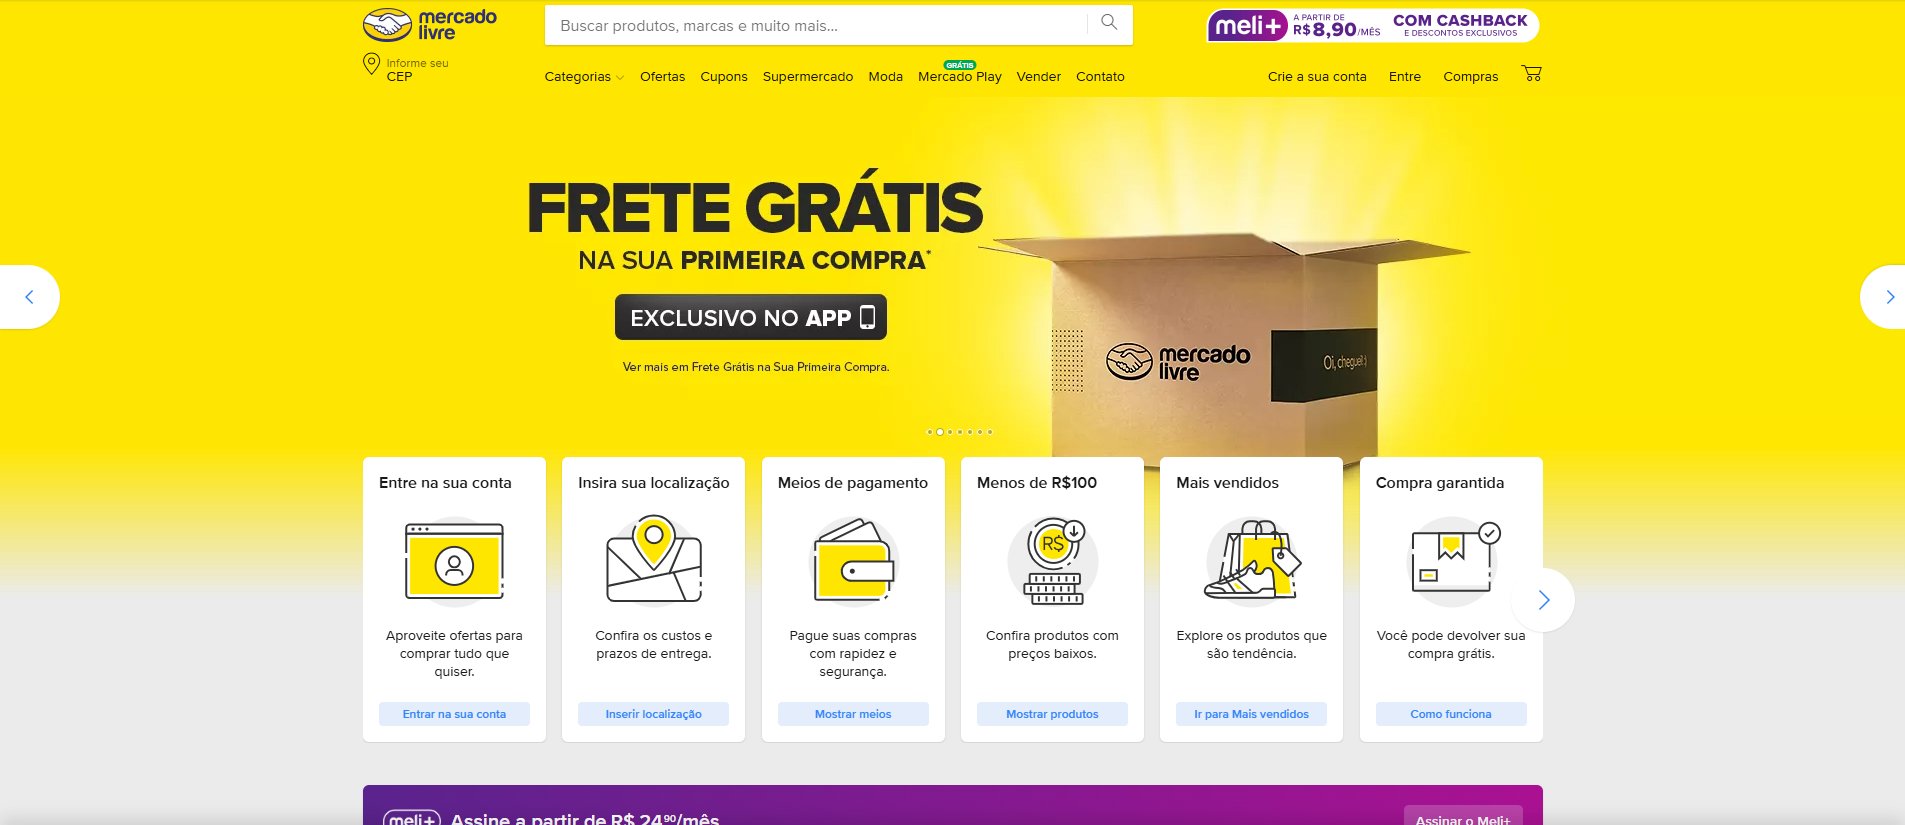 mercado
livre
Buscar produtos, marcas e muito mais...
meli+ A PARTIR DE R$8,90/MÊS COM CASHBACK E DESCONTOS EXCLUSIVOS
Informe seu
CEP
Categorias Ofertas Cupons Supermercado Moda Mercado Play GRÁTIS Vender Contato
Crie a sua conta Entre Compras
FRETE GRÁTIS
NA SUA PRIMEIRA COMPRA*
EXCLUSIVO NO APP
Ver mais em Frete Grátis na Sua Primeira Compra.
mercado
livre
Oi, cheguei! :)
Entre na sua conta
Aproveite ofertas para
comprar tudo que
quiser.
Entrar na sua conta
Insira sua localização
Confira os custos e
prazos de entrega.
Inserir localização
Meios de pagamento
Pague suas compras
com rapidez e
segurança.
Mostrar meios
Menos de R$100
R$
Confira produtos com
preços baixos.
Mostrar produtos
Mais vendidos
Explore os produtos que
são tendência.
Ir para Mais vendidos
Compra garantida
Você pode devolver sua
compra grátis.
Como funciona
meli+ Assine a partir de R$ 24,90/mês
Assinar o Meli+